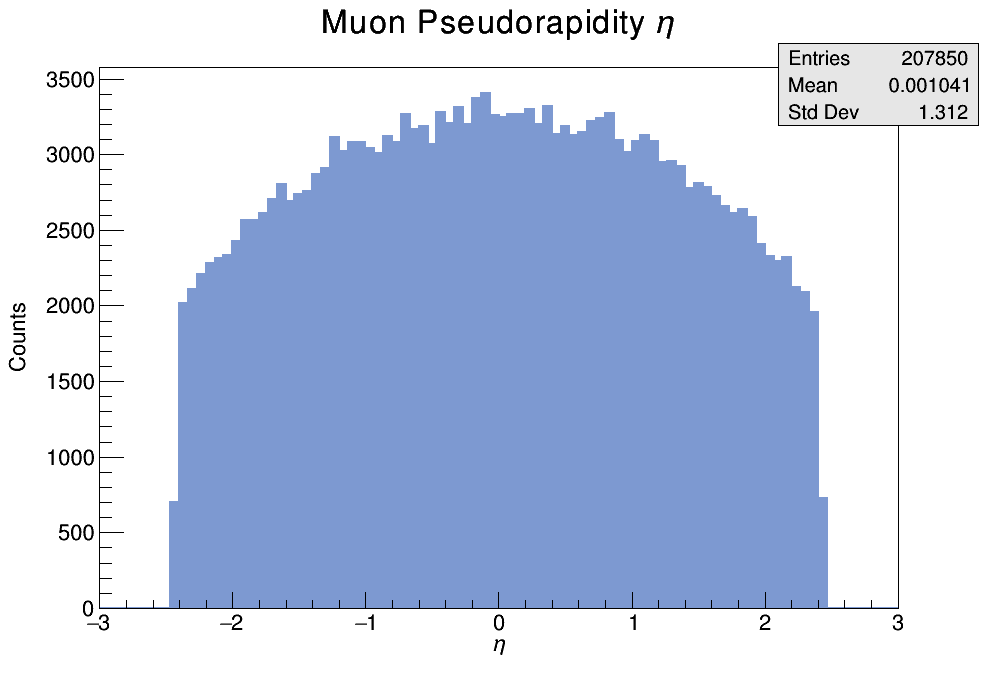 Muon Pseudorapidity η
Entries 207850
Mean 0.001041
Std Dev 1.312
3500
3000
2500
2000
1500
1000
500
0
Counts
−3 −2 −1 0 1 2 3
η